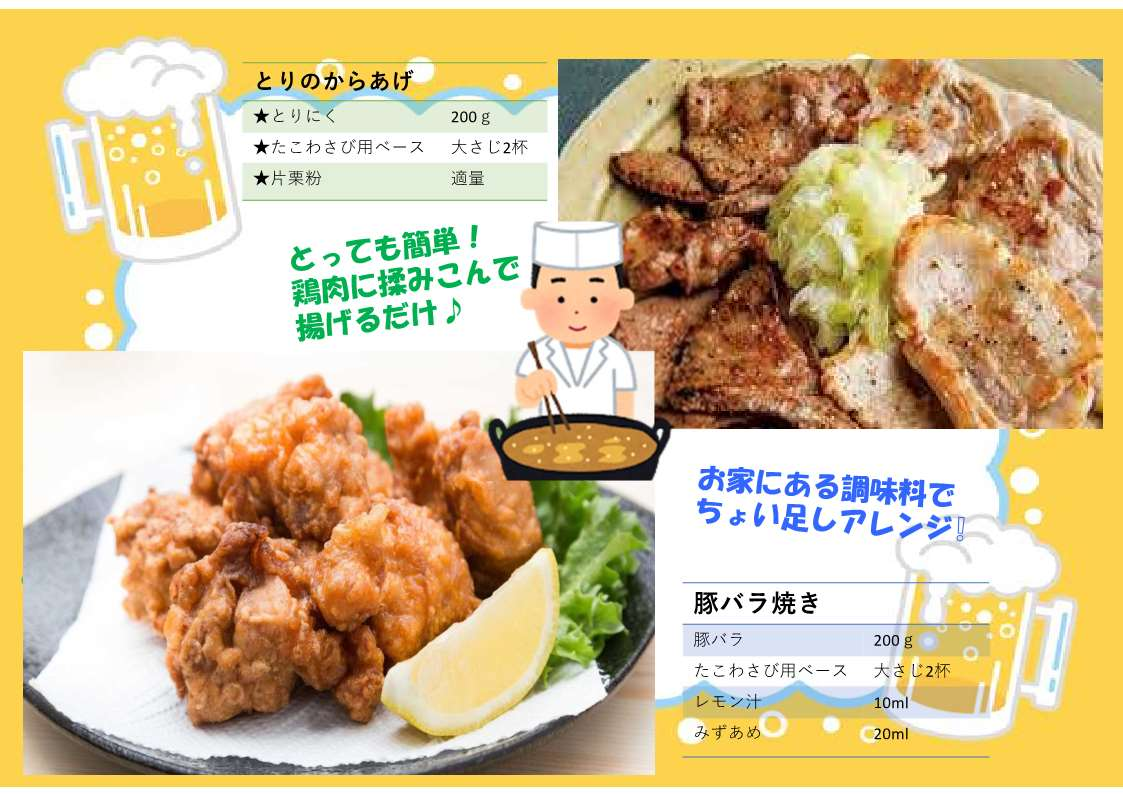 とりのからあげ
★とりにく 200ｇ
★たこわさび用ベース 大さじ2杯
★片栗粉 適量
とっても簡単！
鶏肉に揉みこんで
揚げるだけ♪
お家にある調味料で
ちょい足しアレンジ！
豚バラ焼き
豚バラ 200ｇ
たこわさび用ベース 大さじ2杯
レモン汁 10ml
みずあめ 20ml